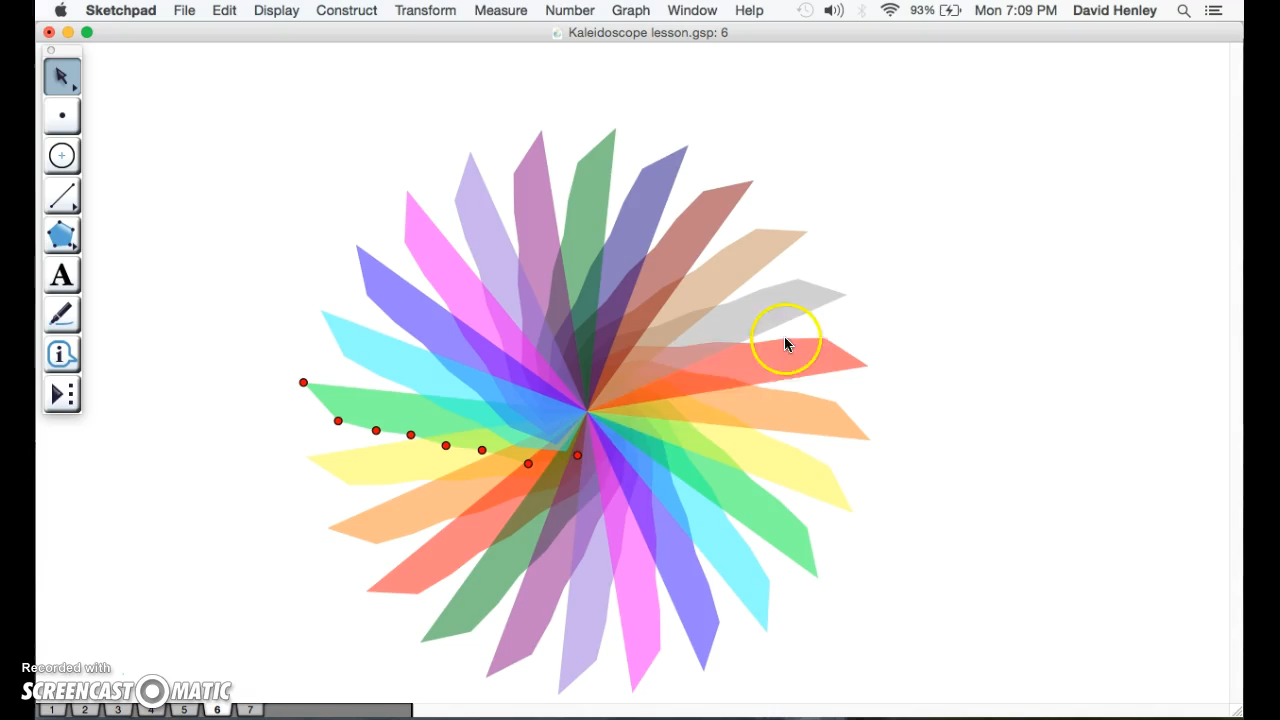 Sketchpad File Edit Display Construct Transform Measure Number Graph Window Help 93% Mon 7:09 PM David Henley
Kaleidoscope lesson.gsp: 6
A
Recorded with
SCREENCAST MATIC
1 2 3 4 5 6 7